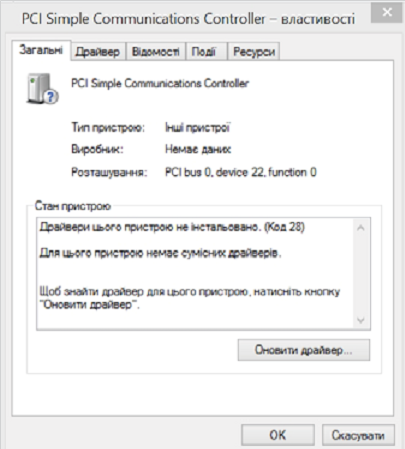 PCI Simple Communications Controller – властивості
Загальні Драйвер Відомості Події Ресурси
PCI Simple Communications Controller
Тип пристрою: Інші пристрої
Виробник: Немає даних
Розташування: PCI bus 0, device 22, function 0
Стан пристрою
Драйвери цього пристрою не інстальовано. (Код 28)
Для цього пристрою немає сумісних драйверів.
Щоб знайти драйвер для цього пристрою, натисніть кнопку
"Оновити драйвер".
Оновити драйвер...
OK Скасувати